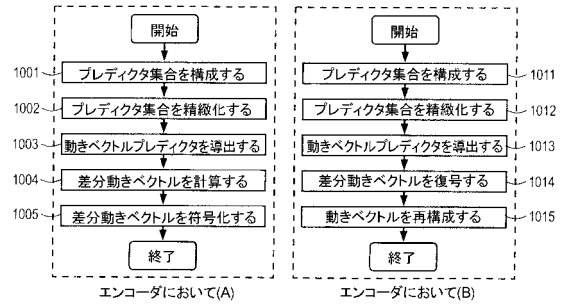 開始
1001
プレディクタ集合を構成する
1002
プレディクタ集合を精緻化する
1003
動きベクトルプレディクタを導出する
1004
差分動きベクトルを計算する
1005
差分動きベクトルを符号化する
終了
エンコーダにおいて(A)
開始
プレディクタ集合を構成する
1011
プレディクタ集合を精緻化する
1012
動きベクトルプレディクタを導出する
1013
差分動きベクトルを復号する
1014
動きベクトルを再構成する
1015
終了
エンコーダにおいて(B)